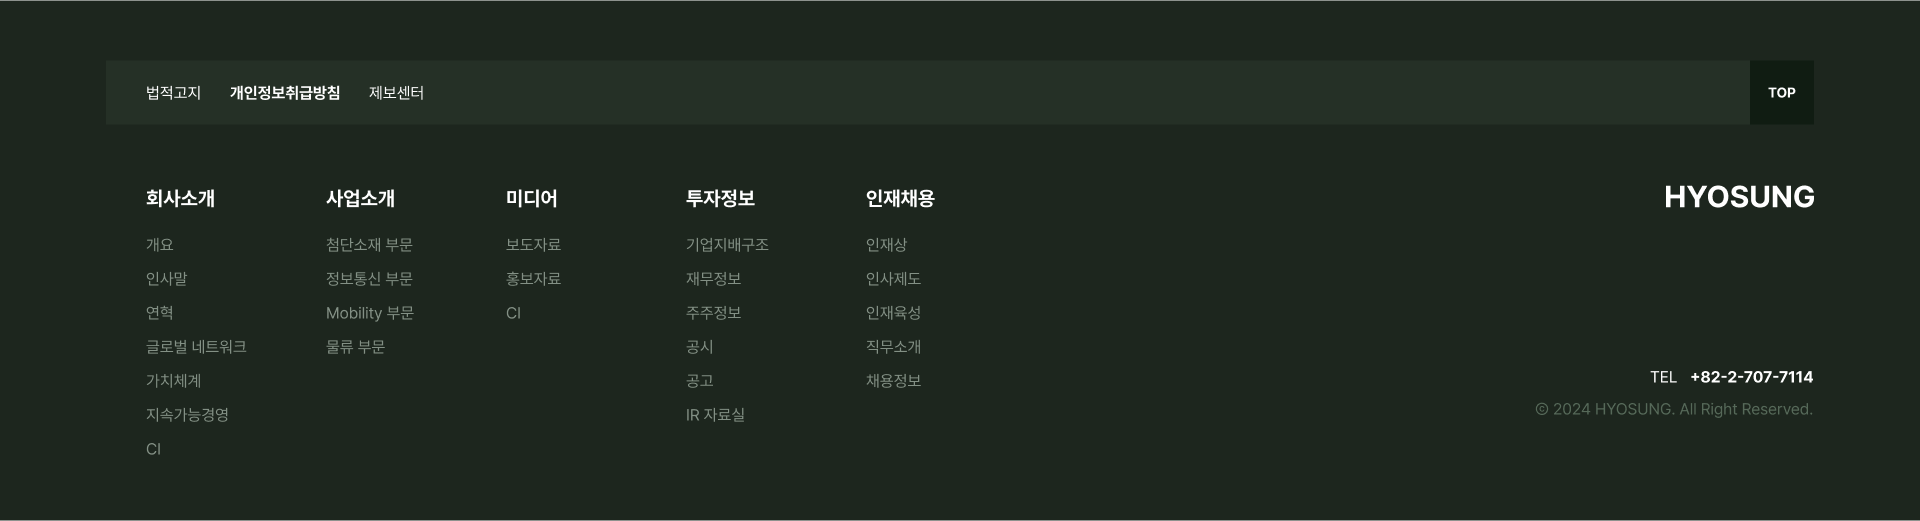 법적고지 개인정보취급방침 제보센터 TOP
회사소개 사업소개 미디어 투자정보 인재채용 HYOSUNG
개요 첨단소재 부문 보도자료 기업지배구조 인재상
인사말 정보통신 부문 홍보자료 재무정보 인사제도
연혁 Mobility 부문 CI 주주정보 인재육성
글로벌 네트워크 물류 부문 공시 직무소개
가치체계 공고 채용정보 TEL +82-2-707-7114
지속가능경영 IR 자료실 © 2024 HYOSUNG. All Right Reserved.
CI